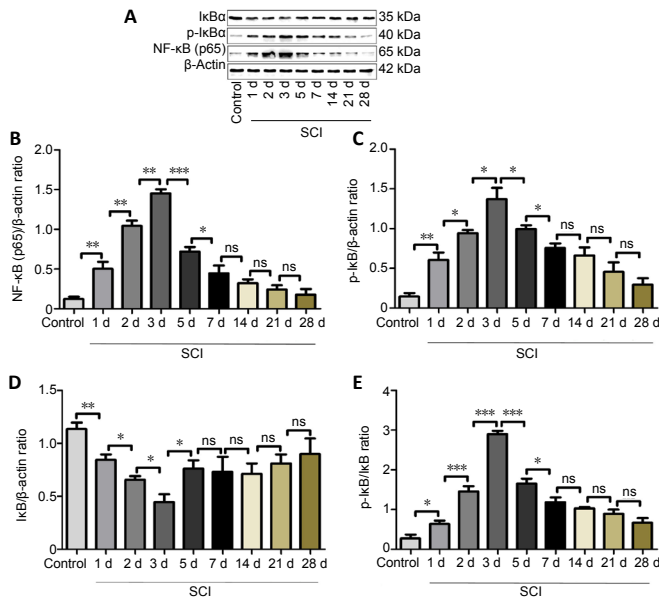 A
IκBα 35 kDa
p-IκBα 40 kDa
NF-κB (p65) 65 kDa
β-Actin 42 kDa
Control 1 d 2 d 3 d 5 d 7 d 14 d 21 d 28 d
SCI
B
NF-κB (p65)/β-actin ratio
2.0
1.5
1.0
0.5
0.0
** ** ** *** * ns ns ns
Control 1 d 2 d 3 d 5 d 7 d 14 d 21 d 28 d
SCI
C
p-IκB/β-actin ratio
2.0
1.5
1.0
0.5
0.0
** * * * * ns ns ns
Control 1 d 2 d 3 d 5 d 7 d 14 d 21 d 28 d
SCI
D
IκB/β-actin ratio
1.5
1.0
0.5
0.0
** * * * ns ns ns ns
Control 1 d 2 d 3 d 5 d 7 d 14 d 21 d 28 d
SCI
E
p-IκB/IκB ratio
4
3
2
1
0
* *** *** *** * ns ns ns
Control 1 d 2 d 3 d 5 d 7 d 14 d 21 d 28 d
SCI